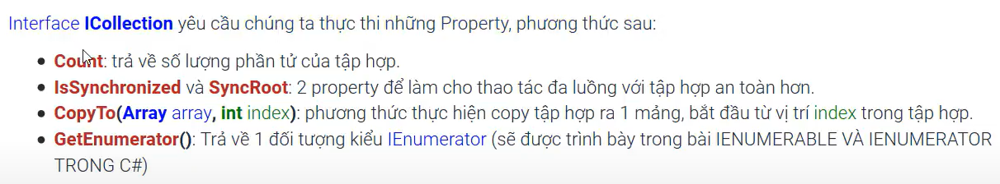 Interface ICollection yêu cầu chúng ta thực thi những Property, phương thức sau:
• Count: trả về số lượng phần tử của tập hợp.
• IsSynchronized và SyncRoot: 2 property để làm cho thao tác đa luồng với tập hợp an toàn hơn.
• CopyTo(Array array, int index): phương thức thực hiện copy tập hợp ra 1 mảng, bắt đầu từ vị trí index trong tập hợp.
• GetEnumerator(): Trả về 1 đối tượng kiểu IEnumerator (sẽ được trình bày trong bài IENUMERABLE VÀ IENUMERATOR
TRONG C#)